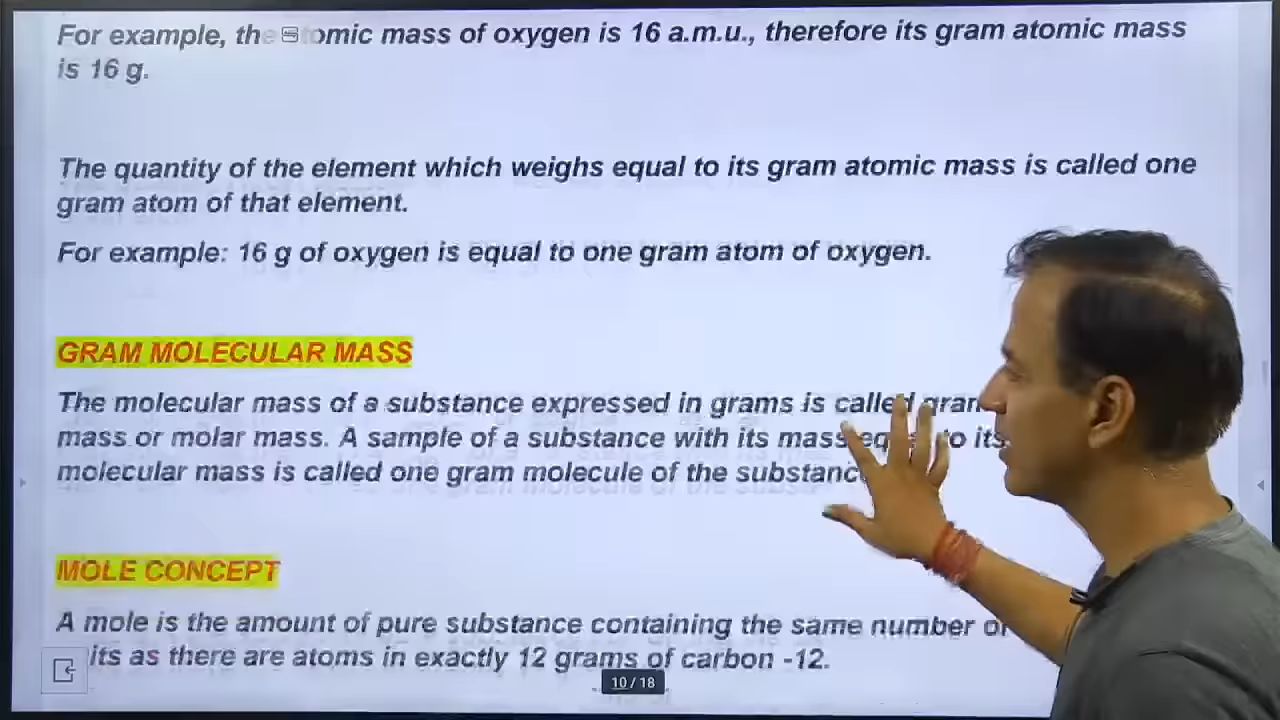 For example, the omic mass of oxygen is 16 a.m.u., therefore its gram atomic mass
is 16 g.
The quantity of the element which weighs equal to its gram atomic mass is called one
gram atom of that element.
For example: 16 g of oxygen is equal to one gram atom of oxygen.
GRAM MOLECULAR MASS
The molecular mass of a substance expressed in grams is called gram
mass or molar mass. A sample of a substance with its mass to its
molecular mass is called one gram molecule of the
MOLE CONCEPT
A mole is the amount of pure substance containing the same number of
its as there are atoms in exactly 12 grams of carbon -12.
10 / 18